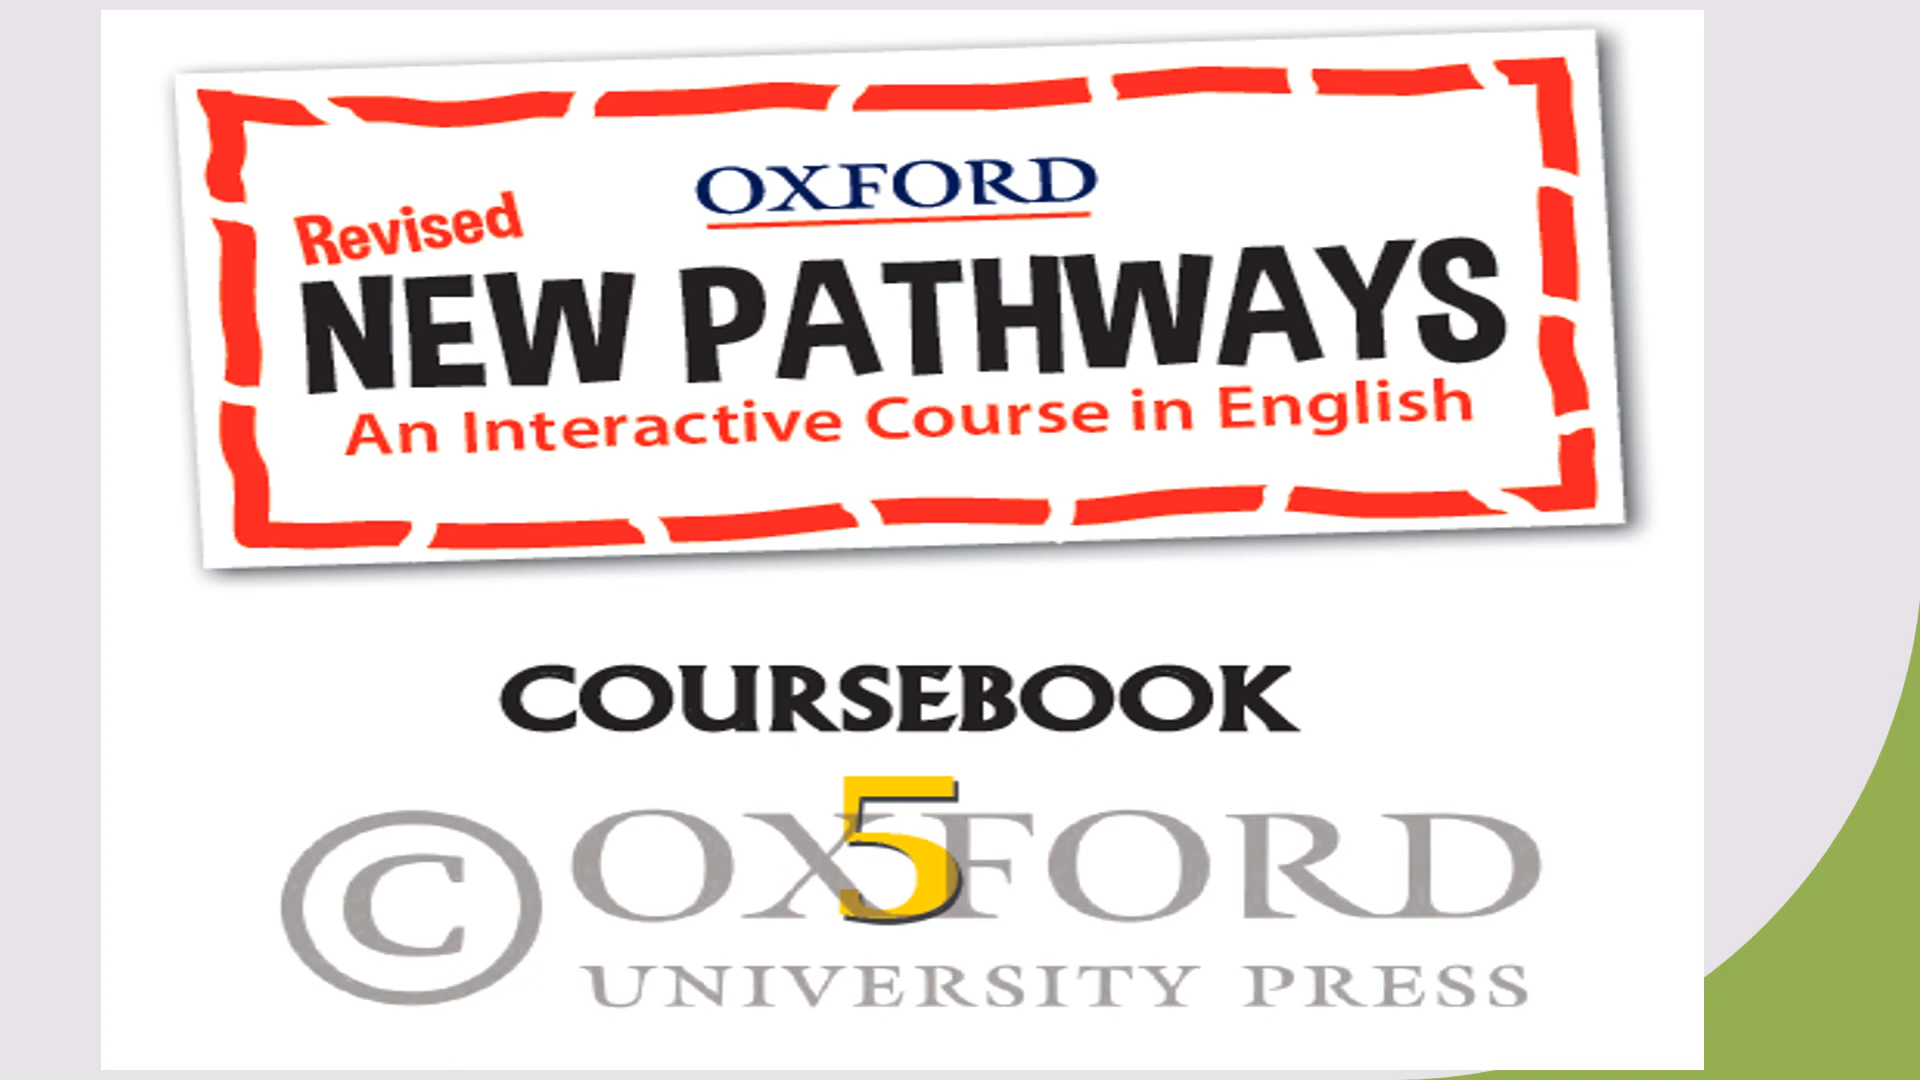 OXFORD
Revised
NEW PATHWAYS
An Interactive Course in English
COURSEBOOK
5
© OXFORD
UNIVERSITY PRESS